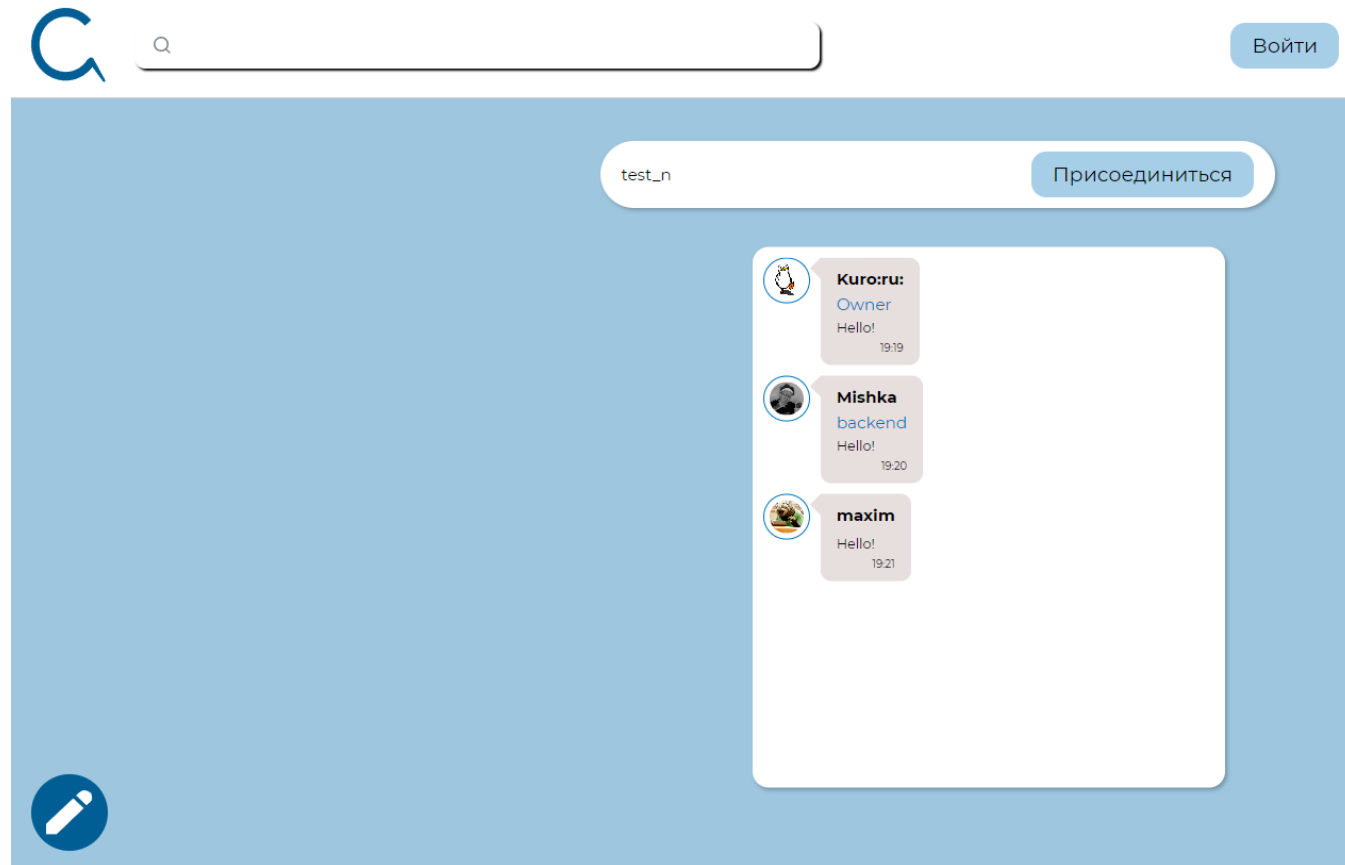 Войти
test_n
Присоединиться
Kuro:ru:
Owner
Hello!
19:19
Mishka
backend
Hello!
19:20
maxim
Hello!
19:21